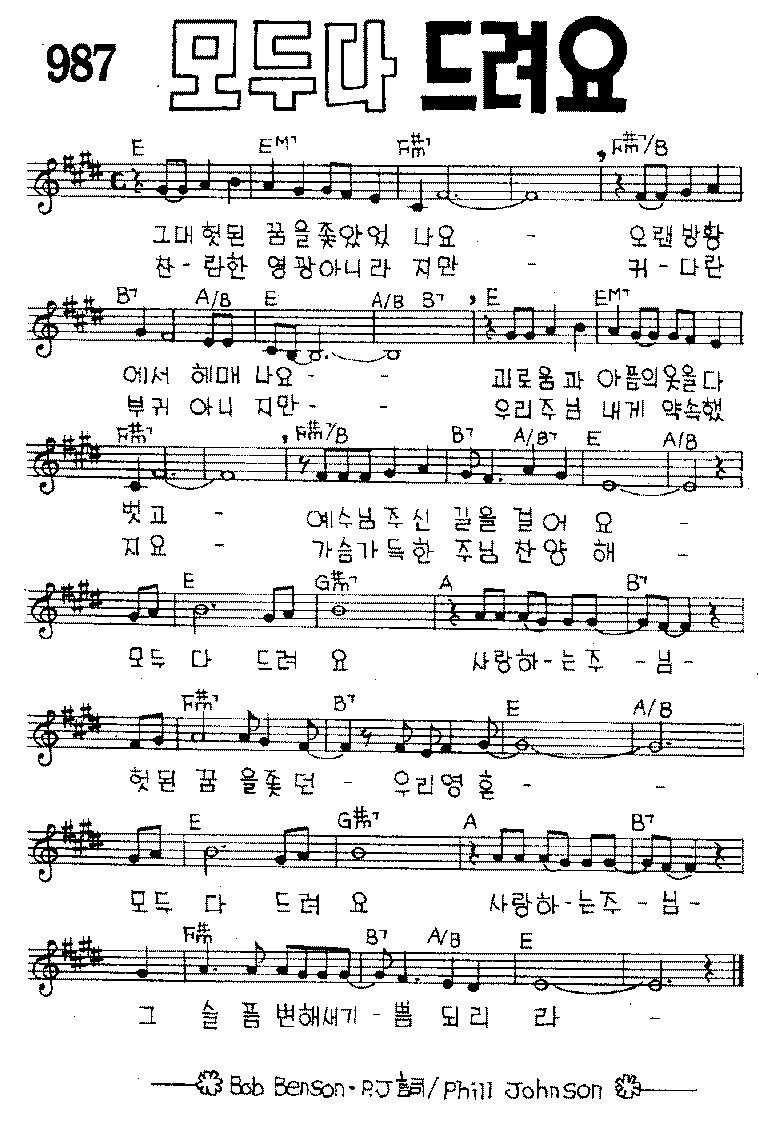 987 모두다 드려요
E EM7 F#m7 F#m7/B
그대 헛된 꿈을 좇았었 나요 - 오랜 방황
찬-란한 영광아니라 지만 - 커-다란
B7 A/B E A/B B7 E EM7
에서 헤매 나요 - - 괴로움과 아픔의옷을다
부귀 아니 지만 - - 우리주님 내게 약속했
F#m7 F#m7/B B7 A/B7 E A/B
벗고 - 예수님주신 길을 걸어 요 -
지요 - 가슴가득한 주님 찬양 해 -
E G#m7 A B7
모두 다 드려 요 사랑하-는주 -님-
F#m7 B7 E A/B
헛된 꿈 을좇 던 - 우리영 혼 - -
E G#m7 A B7
모두 다 드려 요 사랑하-는주 -님-
F#m B7 A/B E
그 슬 픔 변해새기-쁨 되리 라 -
Bob Benson·P.J 詞/Phill Johnson